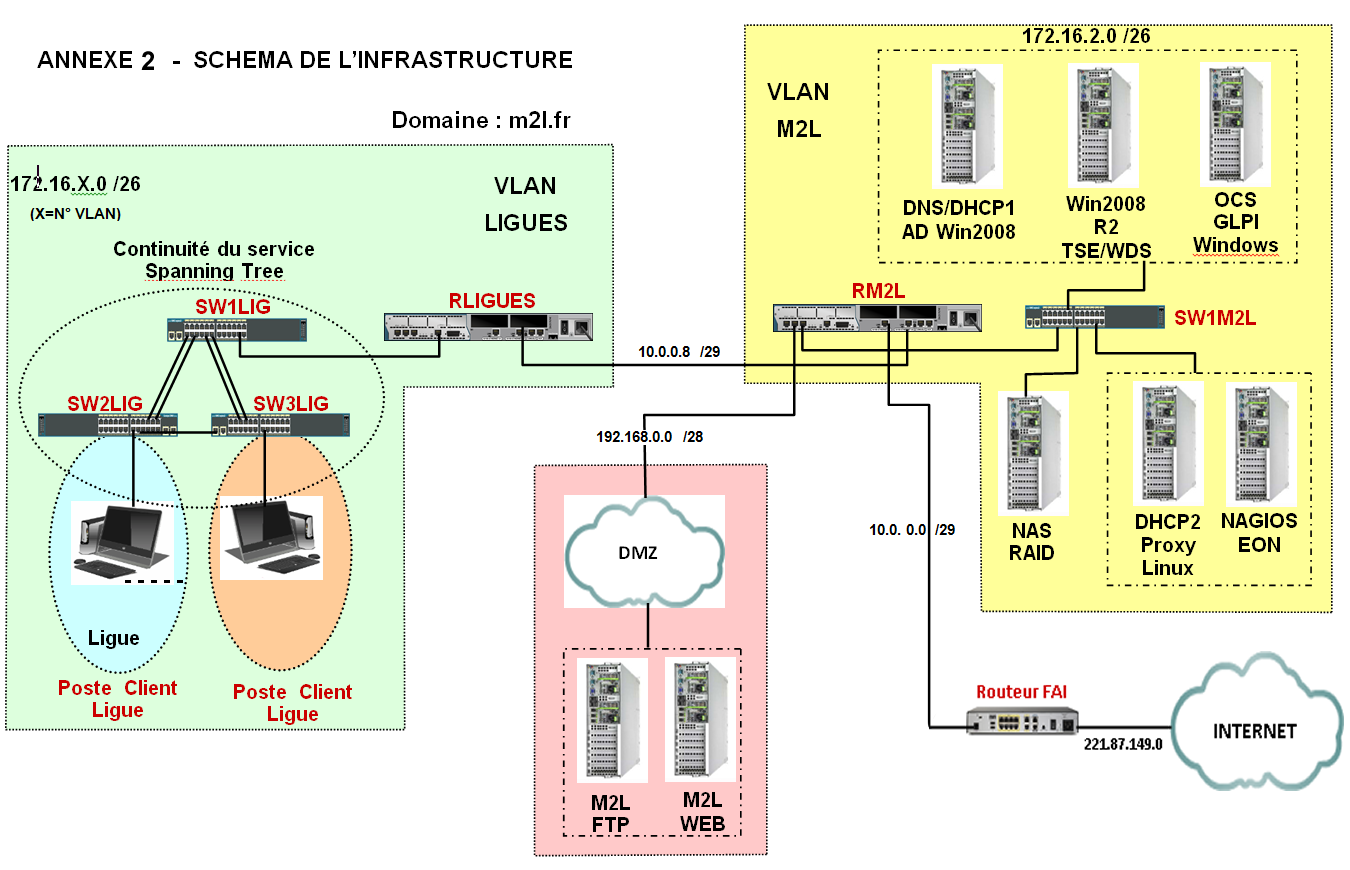 ANNEXE 2 - SCHEMA DE L’INFRASTRUCTURE
Domaine : m2l.fr
172.16.X.0 /26
(X=N° VLAN)
VLAN
LIGUES
Continuité du service
Spanning Tree
SW1LIG
RLIGUES
SW2LIG
SW3LIG
Ligue
Poste Client
Ligue
Poste Client
Ligue
10.0.0.8 /29
172.16.2.0 /26
VLAN
M2L
DNS/DHCP1
AD Win2008
Win2008
R2
TSE/WDS
OCS
GLPI
Windows
RM2L
SW1M2L
NAS
RAID
DHCP2
Proxy
Linux
NAGIOS
EON
192.168.0.0 /28
DMZ
M2L
FTP
M2L
WEB
10.0. 0.0 /29
Routeur FAI
221.87.149.0
INTERNET